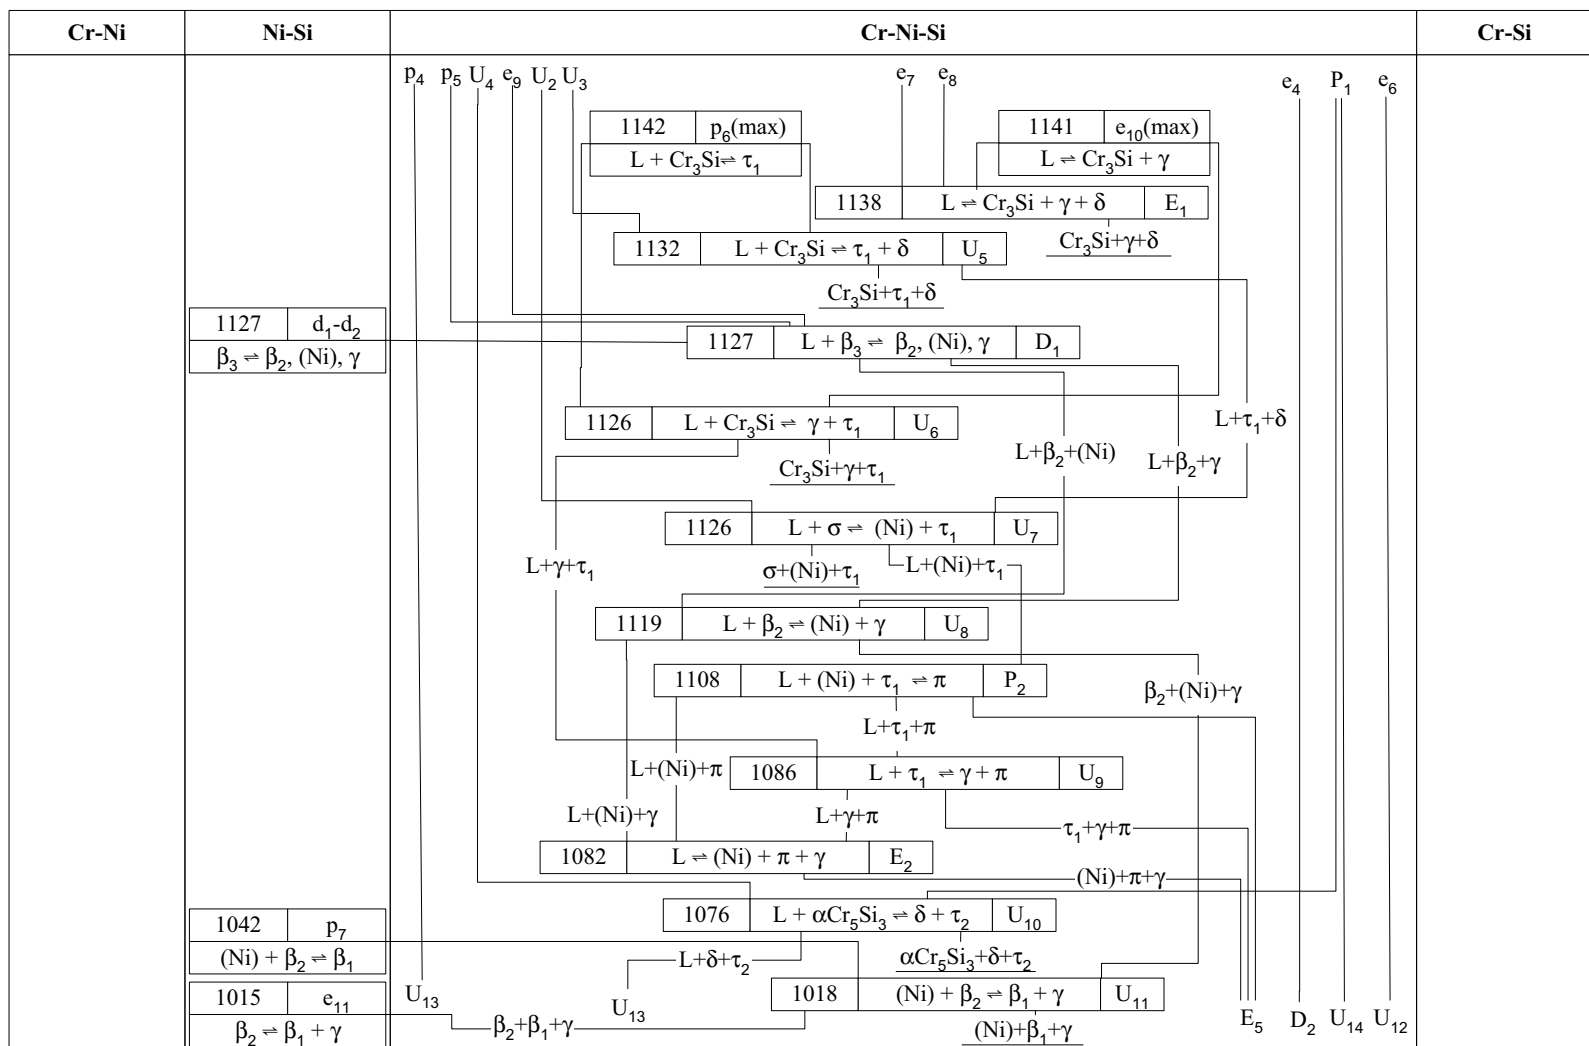 Cr-Ni Ni-Si Cr-Ni-Si Cr-Si
p₄ p₅ U₄ e₉ U₂ U₃ e₇ e₈ e₄ P₁ e₆
1142 p₆(max)
L + Cr₃Si ⇌ τ₁
1141 e₁₀(max)
L ⇌ Cr₃Si + γ
1138 L ⇌ Cr₃Si + γ + δ E₁
Cr₃Si+γ+δ
1132 L + Cr₃Si ⇌ τ₁ + δ U₅
Cr₃Si+τ₁+δ
1127 d₁-d₂
β₃ ⇌ β₂, (Ni), γ
1127 L + β₃ ⇌ β₂, (Ni), γ D₁
1126 L + Cr₃Si ⇌ γ + τ₁ U₆
L+τ₁+δ
L+β₂+(Ni)
L+β₂+γ
Cr₃Si+γ+τ₁
1126 L + σ ⇌ (Ni) + τ₁ U₇
L+γ+τ₁
σ+(Ni)+τ₁
L+(Ni)+τ₁
1119 L + β₂ ⇌ (Ni) + γ U₈
1108 L + (Ni) + τ₁ ⇌ π P₂
β₂+(Ni)+γ
L+τ₁+π
L+(Ni)+π
1086 L + τ₁ ⇌ γ + π U₉
L+(Ni)+γ
L+γ+π
τ₁+γ+π
1082 L ⇌ (Ni) + π + γ E₂
(Ni)+π+γ
1076 L + αCr₅Si₃ ⇌ δ + τ₂ U₁₀
1042 p₇
(Ni) + β₂ ⇌ β₁
L+δ+τ₂
αCr₅Si₃+δ+τ₂
1015 e₁₁
β₂ ⇌ β₁ + γ
U₁₃
U₁₃
1018 (Ni) + β₂ ⇌ β₁ + γ U₁₁
β₂+β₁+γ
(Ni)+β₁+γ
E₅ D₂ U₁₄ U₁₂